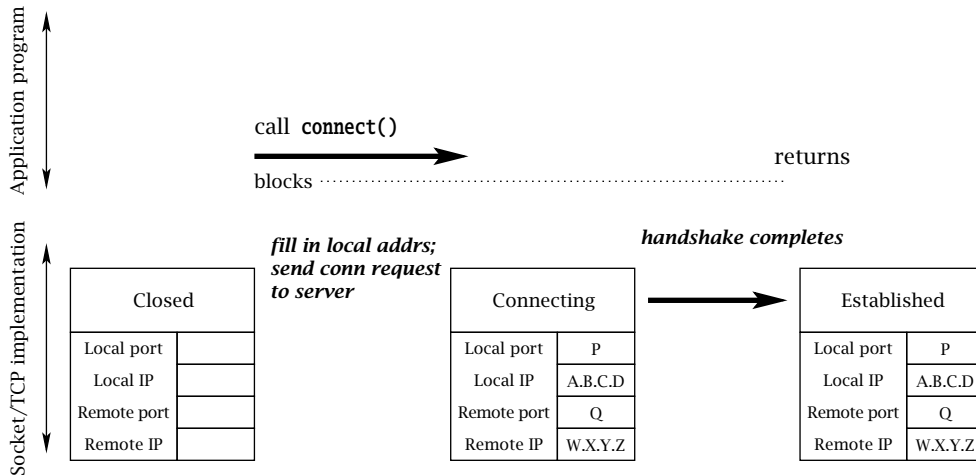 Application program
call connect()
returns
blocks
Socket/TCP implementation
fill in local addrs;
send conn request
to server
handshake completes
Closed
Local port
Local IP
Remote port
Remote IP
Connecting
Local port P
Local IP A.B.C.D
Remote port Q
Remote IP W.X.Y.Z
Established
Local port P
Local IP A.B.C.D
Remote port Q
Remote IP W.X.Y.Z